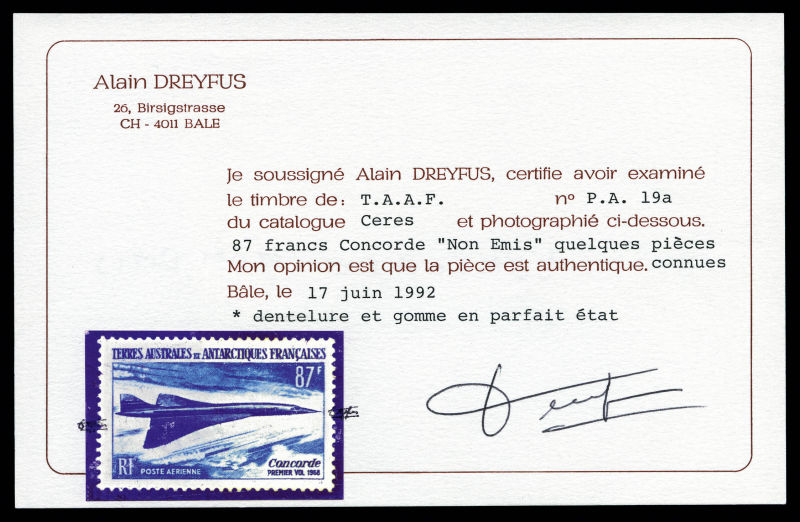 Alain DREYFUS
26, Birsigstrasse
CH - 4011 BALE
Je soussigné Alain DREYFUS, certifie avoir examiné
le timbre de: T.A.A.F. nº P.A. 19a
du catalogue Ceres et photographié ci-dessous.
87 francs Concorde "Non Emis" quelques pièces
Mon opinion est que la pièce est authentique. connues
Bâle, le 17 juin 1992
* dentelure et gomme en parfait état
TERRES AUSTRALES ET ANTARCTIQUES FRANÇAISES
87F
RF
POSTE AERIENNE
Concorde
PREMIER VOL 1968